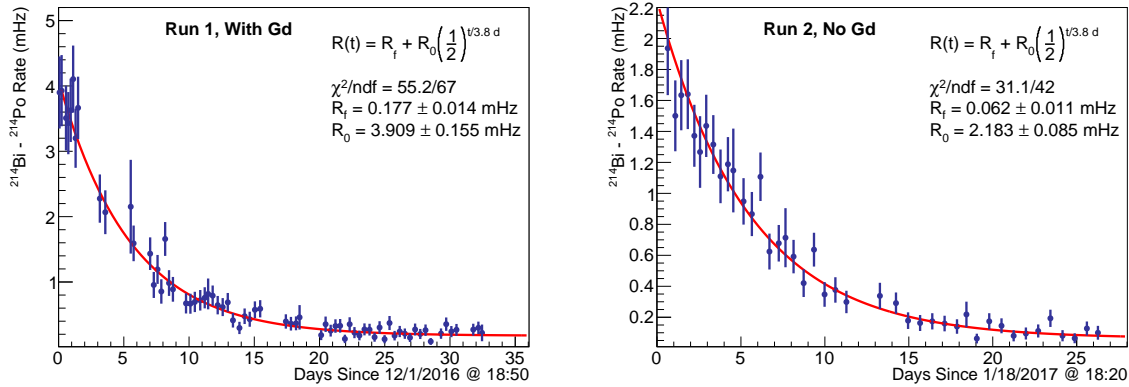 Run 1, With Gd
R(t) = R_f + R_0(1/2)^{t/3.8 d}
χ²/ndf = 55.2/67
R_f = 0.177 ± 0.014 mHz
R_0 = 3.909 ± 0.155 mHz
²¹⁴Bi - ²¹⁴Po Rate (mHz)
5
4
3
2
1
0 5 10 15 20 25 30 35
Days Since 12/1/2016 @ 18:50
Run 2, No Gd
R(t) = R_f + R_0(1/2)^{t/3.8 d}
χ²/ndf = 31.1/42
R_f = 0.062 ± 0.011 mHz
R_0 = 2.183 ± 0.085 mHz
²¹⁴Bi - ²¹⁴Po Rate (mHz)
2.2
2
1.8
1.6
1.4
1.2
1
0.8
0.6
0.4
0.2
0 5 10 15 20 25
Days Since 1/18/2017 @ 18:20